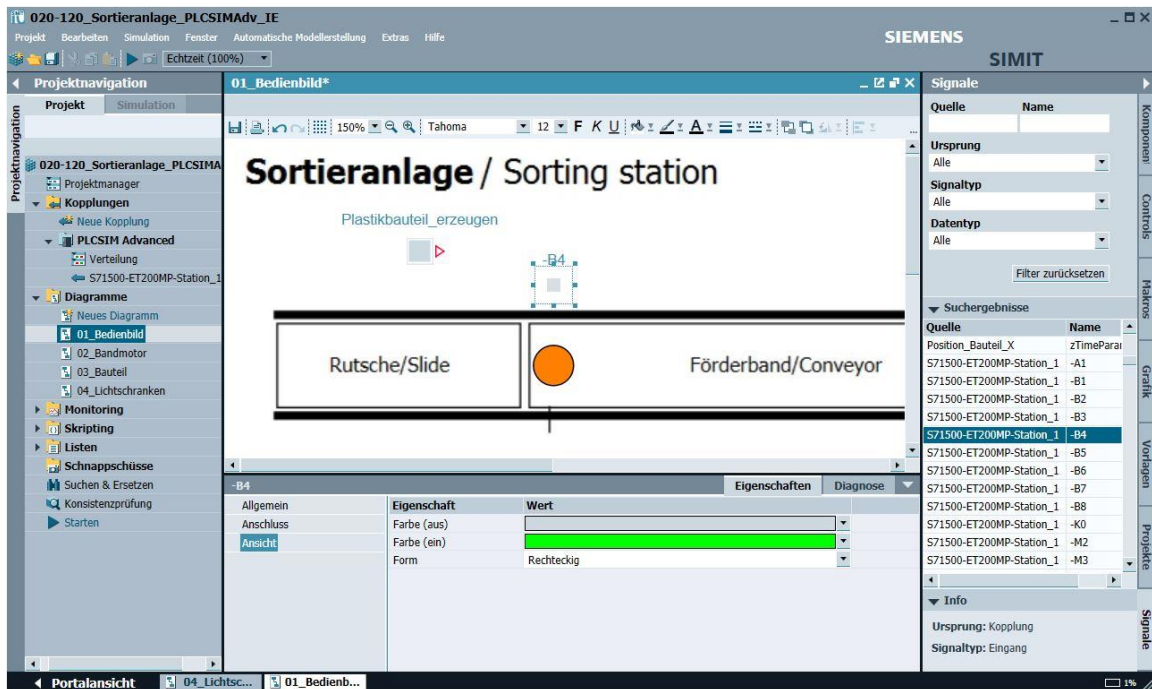 020-120_Sortieranlage_PLCSIMAdv_IE
Projekt Bearbeiten Simulation Fenster Automatische Modellerstellung Extras Hilfe
SIEMENS
SIMIT
Echtzeit (100%)
Projektnavigation
Projekt Simulation
Projektnavigation
020-120_Sortieranlage_PLCSIMA
Projektmanager
Kopplungen
Neue Kopplung
PLCSIM Advanced
Verteilung
S71500-ET200MP-Station_1
Diagramme
Neues Diagramm
01_Bedienbild
02_Bandmotor
03_Bauteil
04_Lichtschranken
Monitoring
Skripting
Listen
Schnappschüsse
Suchen & Ersetzen
Konsistenzprüfung
Starten
01_Bedienbild*
150% Tahoma 12 F K U A
Sortieranlage / Sorting station
Plastikbauteil_erzeugen
-B4
Rutsche/Slide
Förderband/Conveyor
-B4
Eigenschaften Diagnose
Allgemein
Anschluss
Ansicht
Eigenschaft Wert
Farbe (aus)
Farbe (ein)
Form Rechteckig
Signale
Quelle Name
Ursprung
Alle
Signaltyp
Alle
Datentyp
Alle
Filter zurücksetzen
Suchergebnisse
Quelle Name
Position_Bauteil_X zTimeParar
S71500-ET200MP-Station_1 -A1
S71500-ET200MP-Station_1 -B1
S71500-ET200MP-Station_1 -B2
S71500-ET200MP-Station_1 -B3
S71500-ET200MP-Station_1 -B4
S71500-ET200MP-Station_1 -B5
S71500-ET200MP-Station_1 -B6
S71500-ET200MP-Station_1 -B7
S71500-ET200MP-Station_1 -B8
S71500-ET200MP-Station_1 -K0
S71500-ET200MP-Station_1 -M2
S71500-ET200MP-Station_1 -M3
Info
Ursprung: Kopplung
Signaltyp: Eingang
Komponen
Controls
Makros
Grafik
Vorlagen
Projekte
Signale
Portalansicht 04_Lichtsc... 01_Bedienb...
1%